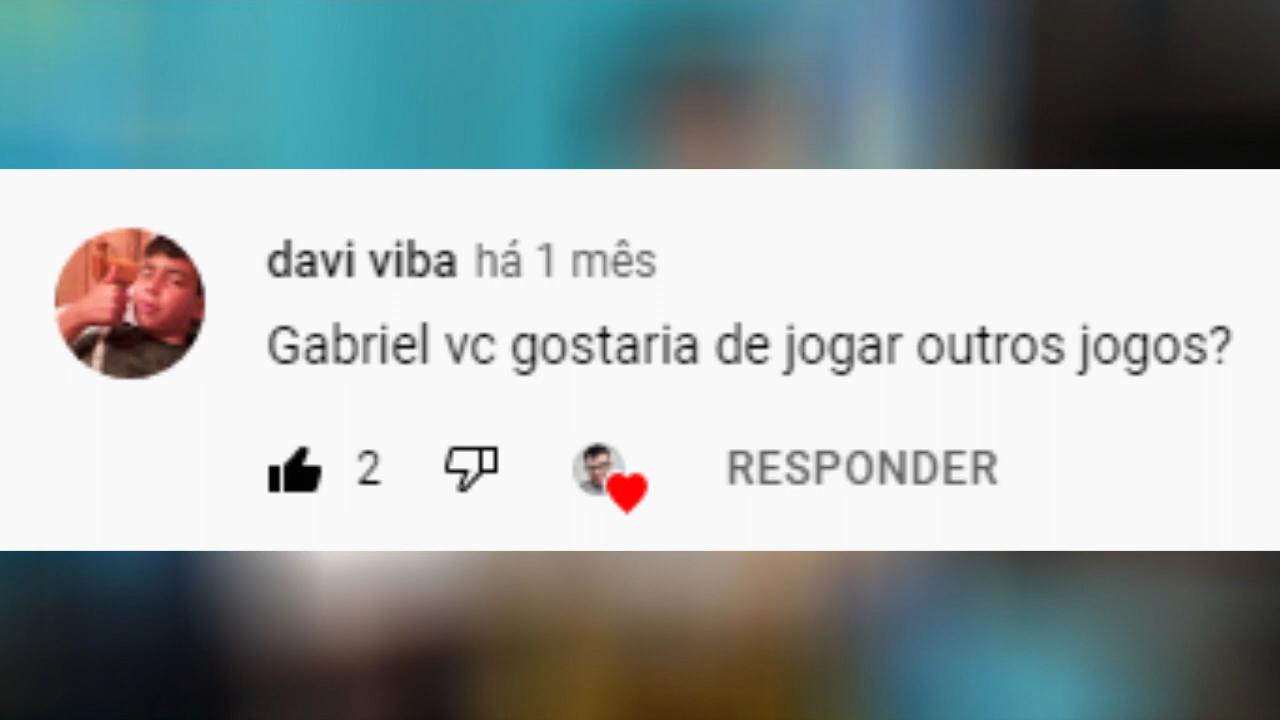 davi viba há 1 mês
Gabriel vc gostaria de jogar outros jogos?
2 RESPONDER